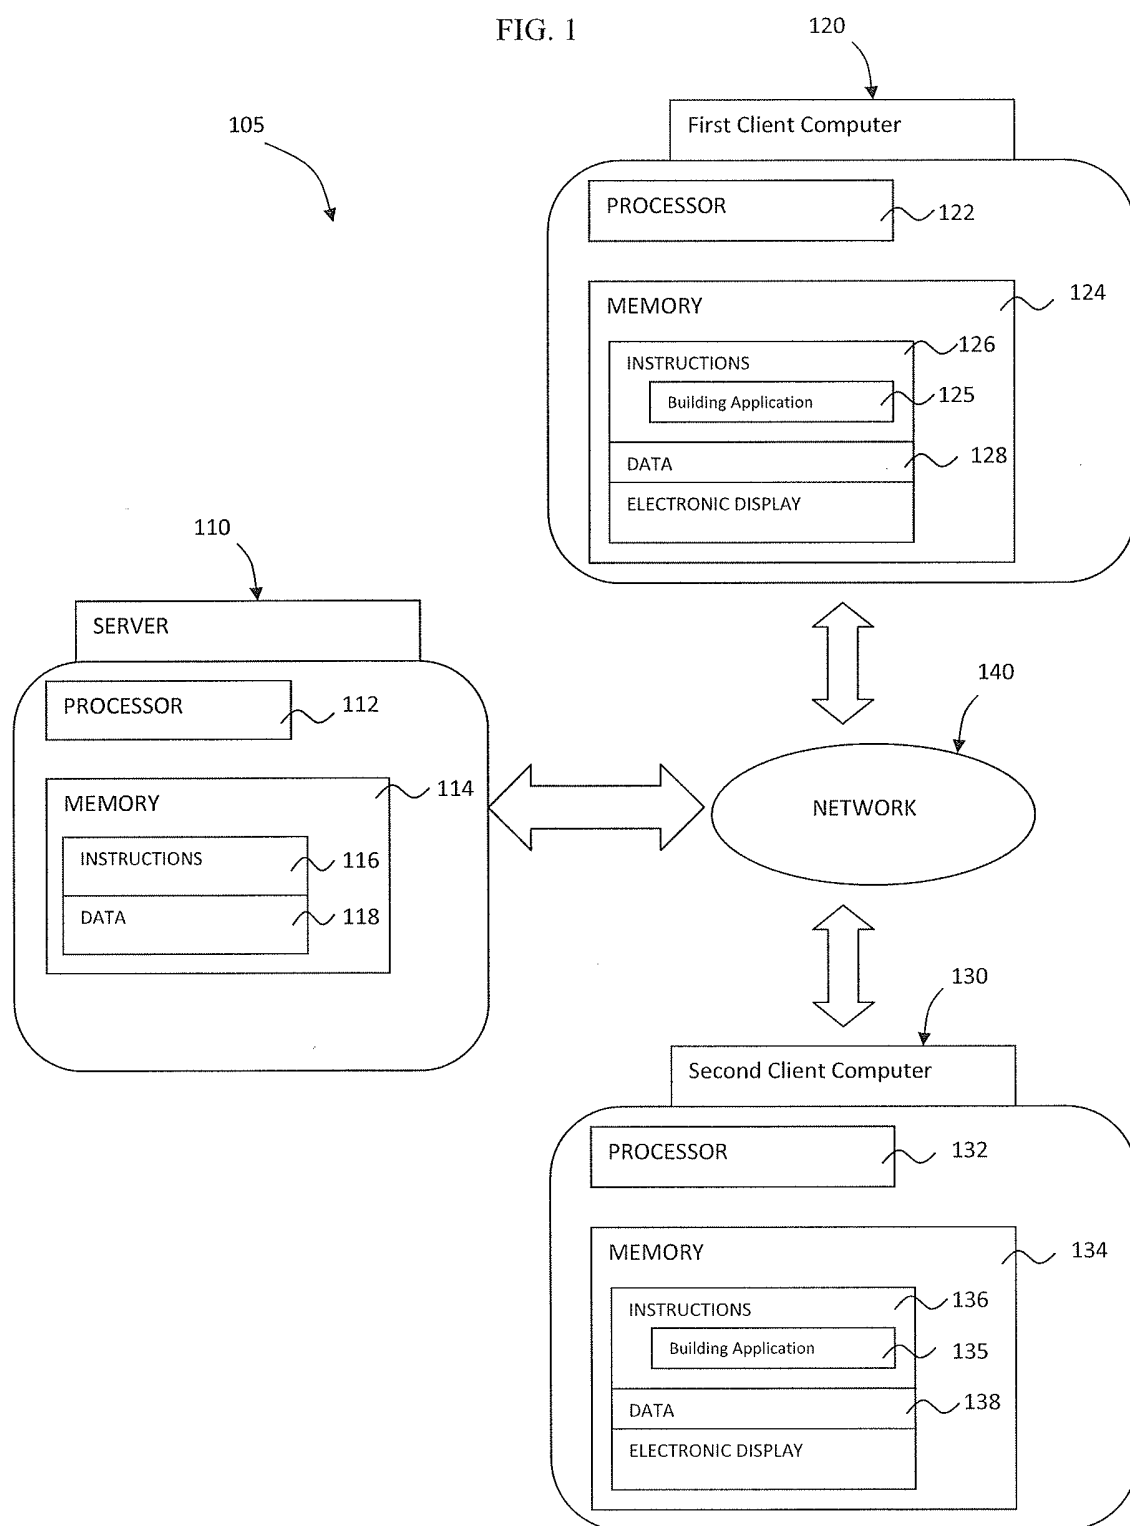 FIG. 1
120
105
First Client Computer
PROCESSOR
122
MEMORY
124
INSTRUCTIONS
126
Building Application
125
DATA
128
ELECTRONIC DISPLAY
110
SERVER
PROCESSOR
112
MEMORY
114
INSTRUCTIONS
116
DATA
118
140
NETWORK
130
Second Client Computer
PROCESSOR
132
MEMORY
134
INSTRUCTIONS
136
Building Application
135
DATA
138
ELECTRONIC DISPLAY